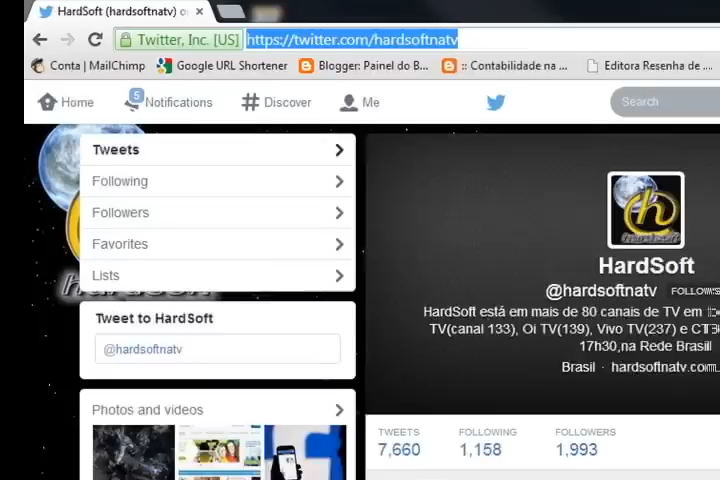 HardSoft (hardsoftnatv) o
Twitter, Inc. [US] https://twitter.com/hardsoftnatv
Conta | MailChimp Google URL Shortener Blogger: Painel do B... :: Contabilidade na ... Editora Resenha de ....
Home 5 Notifications Discover Me Search
Tweets
Following
Followers
Favorites
Lists
Tweet to HardSoft
@hardsoftnatv
Photos and videos
HardSoft
@hardsoftnatv FOLLOWS
HardSoft está em mais de 80 canais de TV em
TV(canal 133), Oi TV(139), Vivo TV(237) e
17h30,na Rede Brasil
Brasil · hardsoftnatv.com
TWEETS FOLLOWING FOLLOWERS
7,660 1,158 1,993